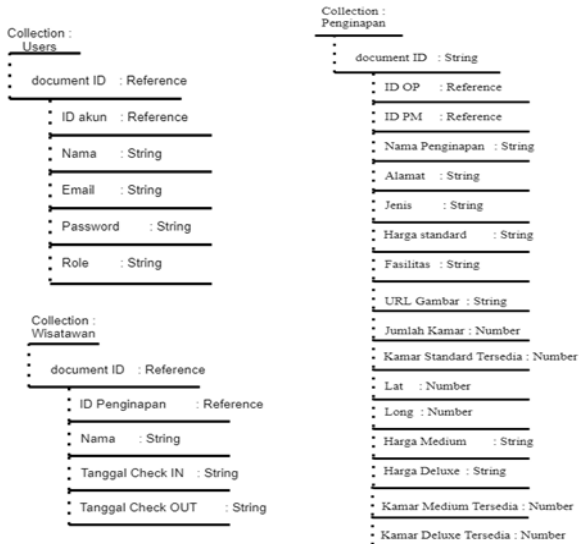 Collection :
Users
document ID : Reference
ID akun : Reference
Nama : String
Email : String
Password : String
Role : String
Collection :
Wisatawan
document ID : Reference
ID Penginapan : Reference
Nama : String
Tanggal Check IN : String
Tanggal Check OUT : String
Collection :
Penginapan
document ID : String
ID OP : Reference
ID PM : Reference
Nama Penginapan : String
Alamat : String
Jenis : String
Harga standard : String
Fasilitas : String
URL Gambar : String
Jumlah Kamar : Number
Kamar Standard Tersedia : Number
Lat : Number
Long : Number
Harga Medium : String
Harga Deluxe : String
Kamar Medium Tersedia : Number
Kamar Deluxe Tersedia : Number